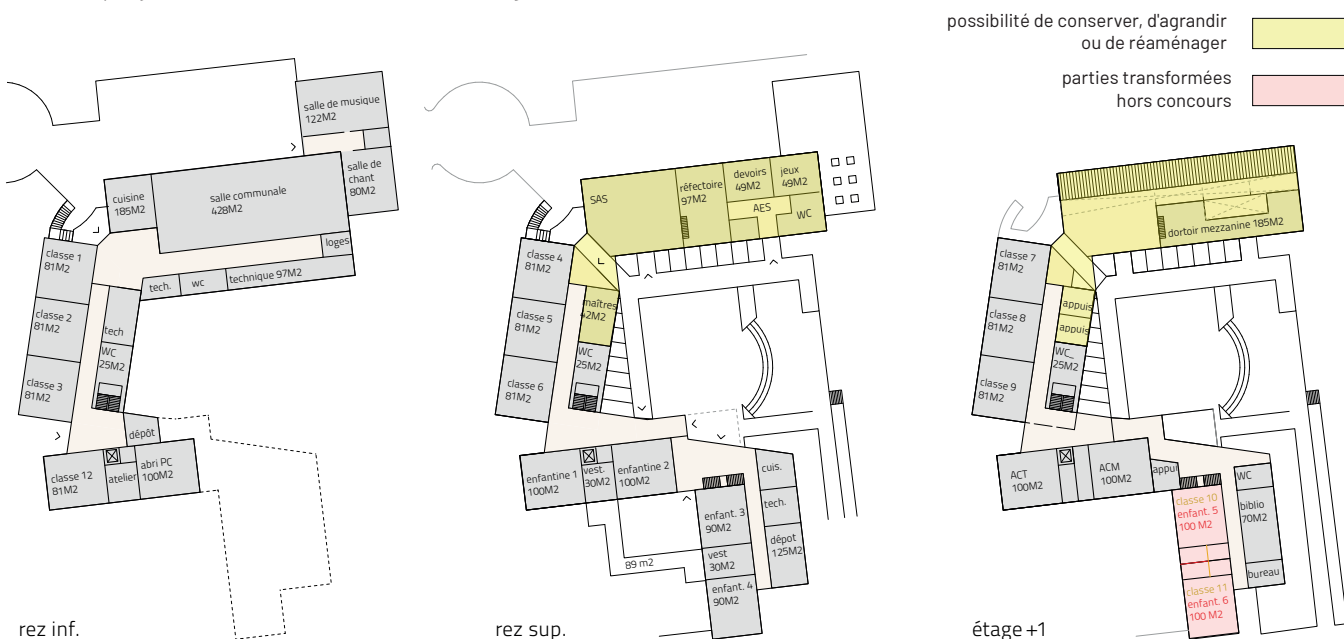 possibilité de conserver, d'agrandir
ou de réaménager
parties transformées
hors concours
salle de musique
122M2
salle de
chant
80M2
cuisine
185M2
salle communale
428M2
loges
classe 1
81M2
tech.
wc
technique 97M2
classe 2
81M2
tech
WC
25M2
classe 3
81M2
dépôt
classe 12
81M2
atelier
abri PC
100M2
rez inf.
SAS
réfectoire
97M2
devoirs
49M2
jeux
49M2
AES
WC
classe 4
81M2
maîtres
42M2
classe 5
81M2
WC
25M2
classe 6
81M2
enfantine 1
100M2
vest.
30M2
enfantine 2
100M2
cuis.
enfant. 3
90M2
tech.
vest
30M2
dépot
125M2
89 m2
enfant. 4
90M2
rez sup.
dortoir mezzanine 185M2
classe 7
81M2
appuis
classe 8
81M2
appuis
WC_
25M2
classe 9
81M2
ACT
100M2
ACM
100M2
appui
WC
classe 10
enfant. 5
100 M2
biblio
70M2
classe 11
enfant. 6
100 M2
bureau
étage +1